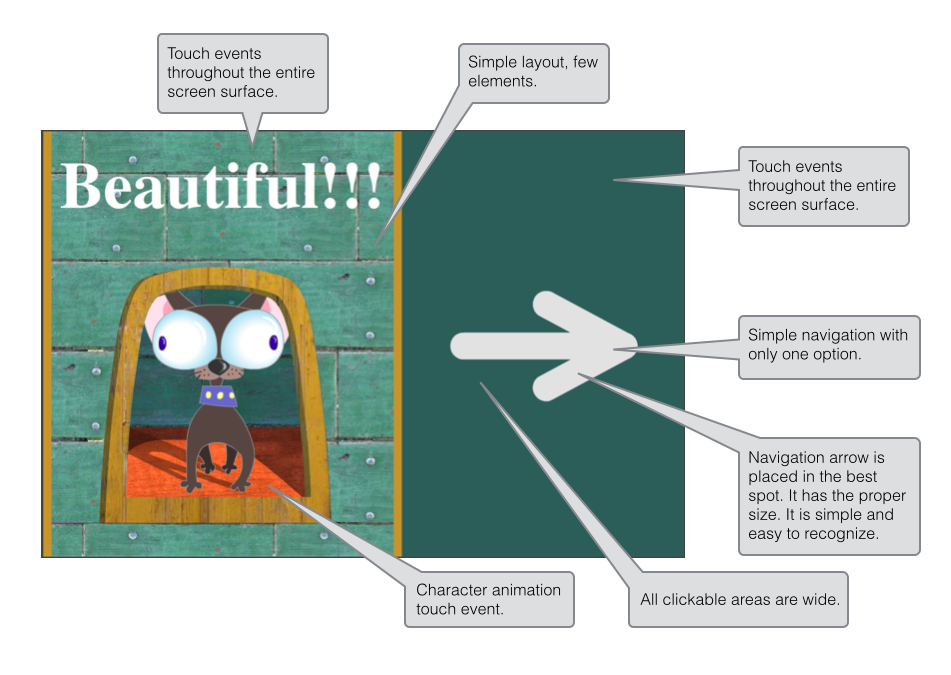 Touch events
throughout the entire
screen surface.
Simple layout, few
elements.
Beautiful!!!
Touch events
throughout the entire
screen surface.
Simple navigation with
only one option.
Navigation arrow is
placed in the best
spot. It has the proper
size. It is simple and
easy to recognize.
Character animation
touch event.
All clickable areas are wide.